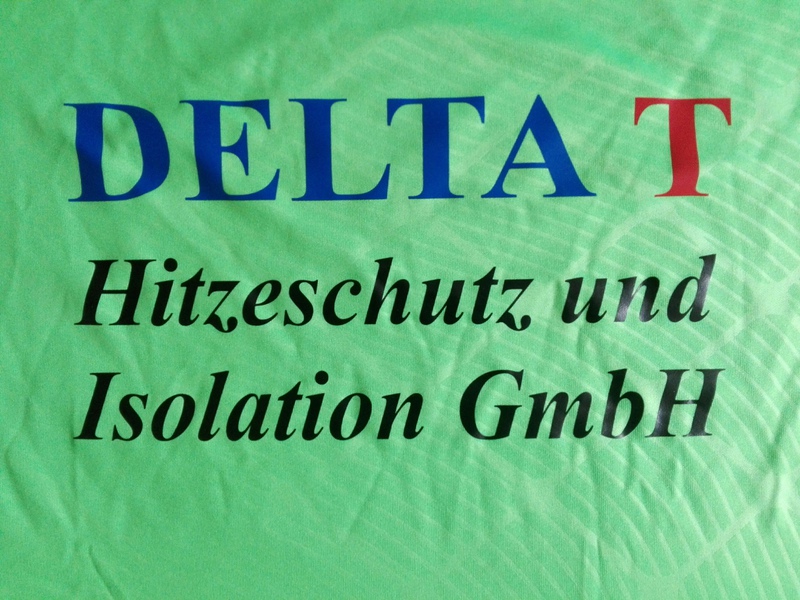 DELTA T
Hitzeschutz und
Isolation GmbH